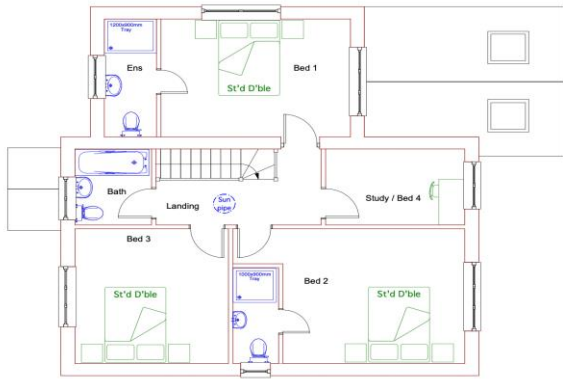 1200x800mm
Tray
Ens
Bed 1
St'd D'ble
Bath
Landing
Sun
pipe
Study / Bed 4
Bed 3
St'd D'ble
1200x800mm
Tray
Bed 2
St'd D'ble